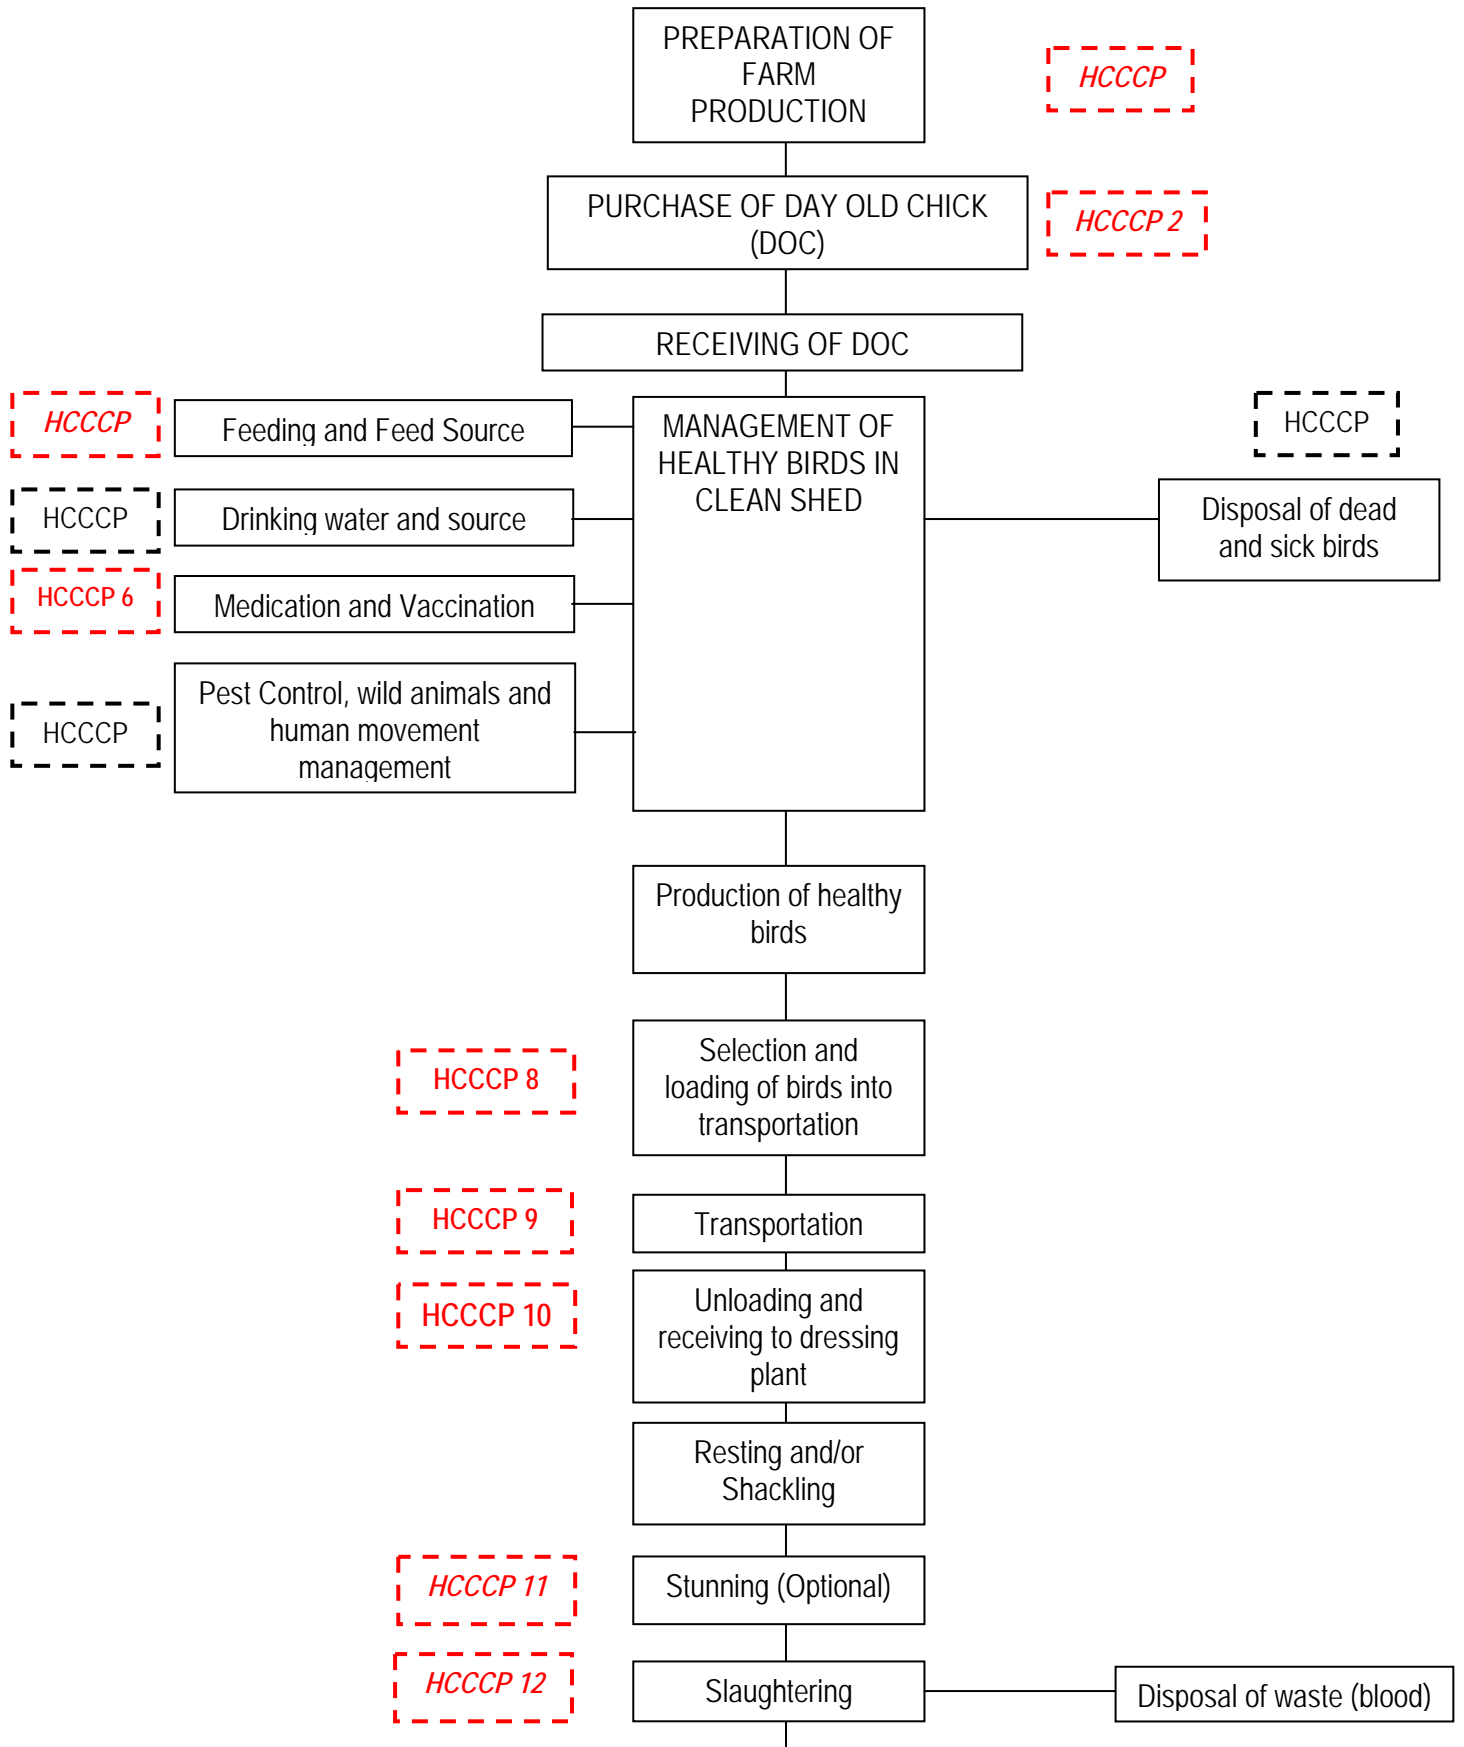 PREPARATION OF
FARM
PRODUCTION
HCCCP
PURCHASE OF DAY OLD CHICK
(DOC)
HCCCP 2
RECEIVING OF DOC
HCCCP
Feeding and Feed Source
MANAGEMENT OF
HEALTHY BIRDS IN
CLEAN SHED
HCCCP
HCCCP
Drinking water and source
Disposal of dead
and sick birds
HCCCP 6
Medication and Vaccination
HCCCP
Pest Control, wild animals and
human movement
management
Production of healthy
birds
HCCCP 8
Selection and
loading of birds into
transportation
HCCCP 9
Transportation
HCCCP 10
Unloading and
receiving to dressing
plant
Resting and/or
Shackling
HCCCP 11
Stunning (Optional)
HCCCP 12
Slaughtering
Disposal of waste (blood)